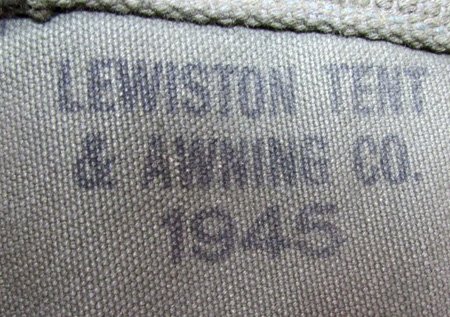 LEWISTON TENT
& AWNING CO.
1945